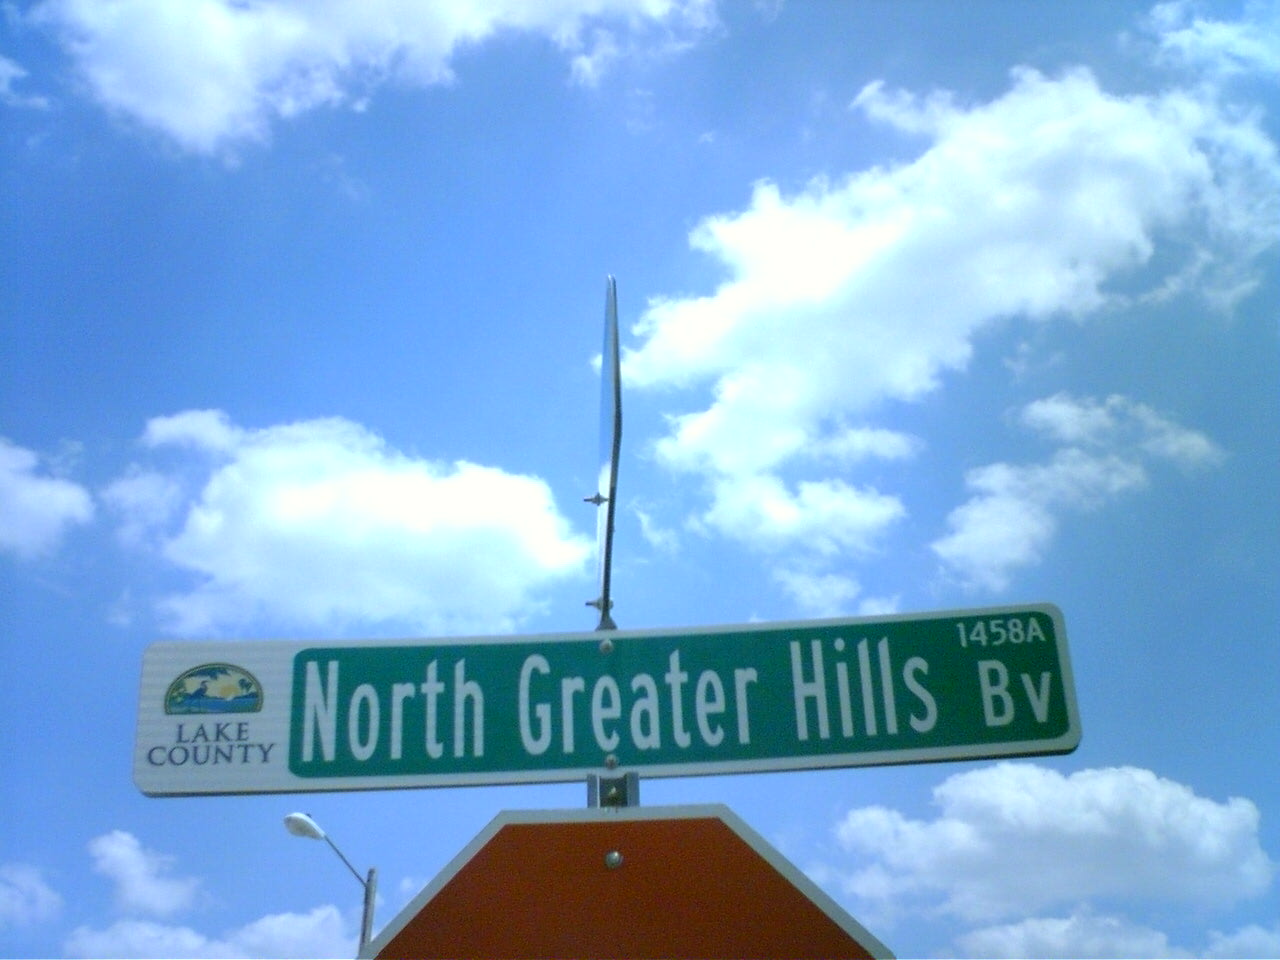 LAKE
COUNTY
North Greater Hills Bv
1458A